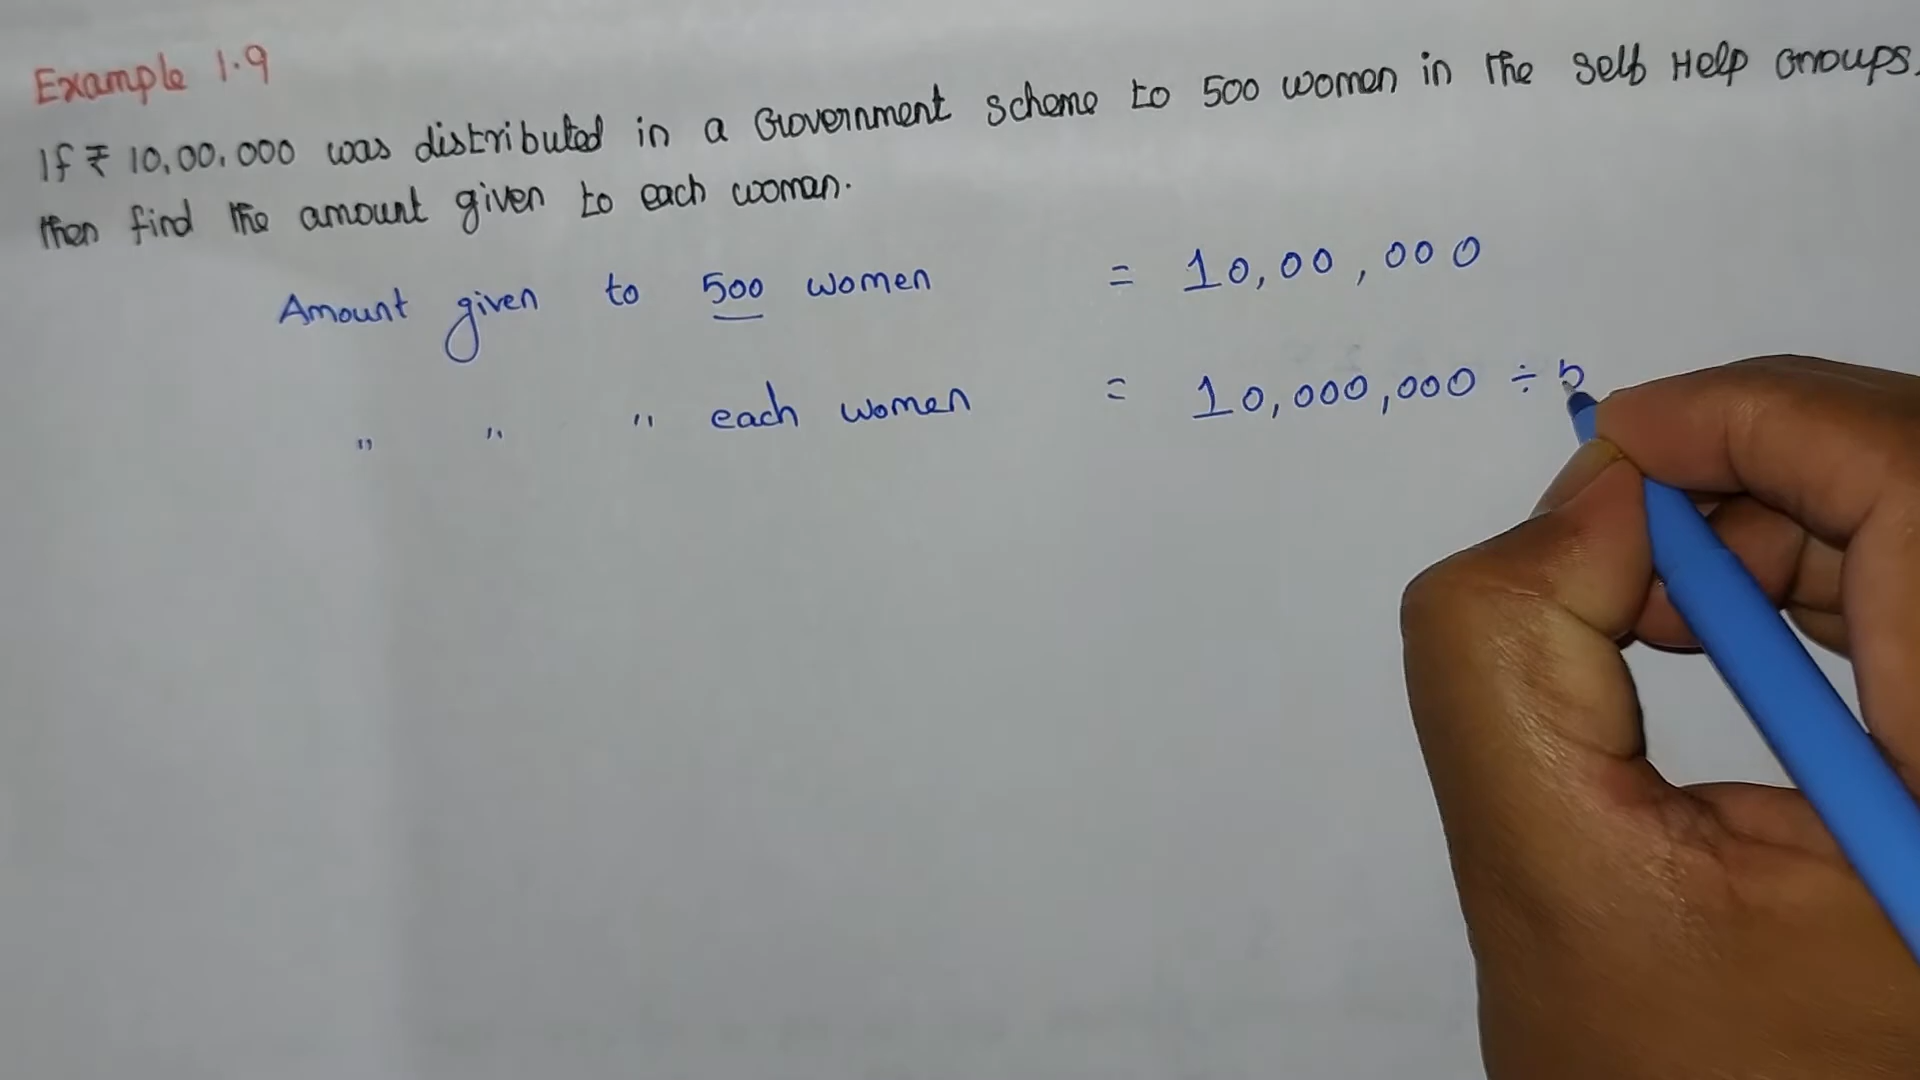 Example 1.9
If ₹ 10,00,000 was distributed in a Government scheme to 500 women in the Self Help Groups,
then find the amount given to each woman.
Amount given to 500 women = 10,00,000
" " " each women = 10,000,000 ÷ 5